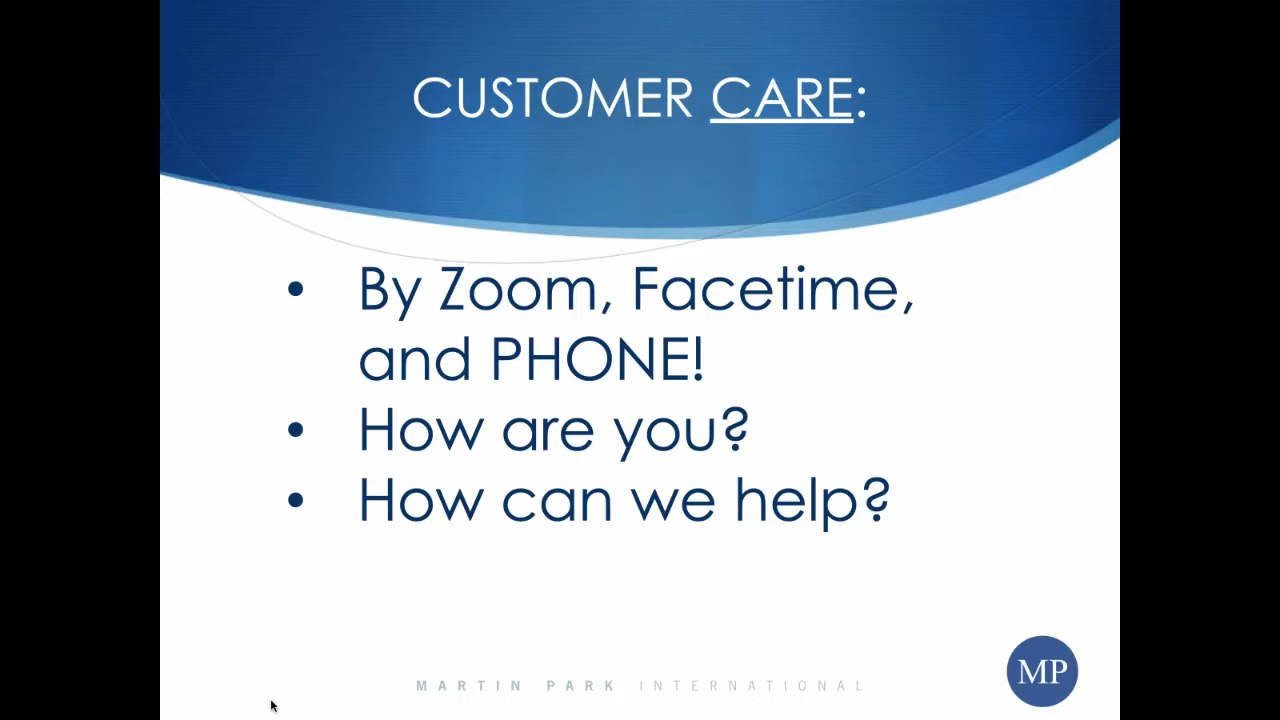 CUSTOMER CARE:
• By Zoom, Facetime,
and PHONE!
• How are you?
• How can we help?
MP
MARTIN PARK INTERNATIONAL